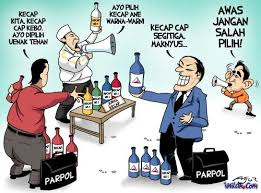 KECAP
KITA, KECAP
CAP KEBO.
AYO DIPILIH
UENAK TENAN
AYO PILIH
KECAP ANE
WARNA-WARNI
KECAP CAP
SEGITIGA,
MAKNYUS...
AWAS
JANGAN
SALAH
PILIH!
PARPOL
PARPOL